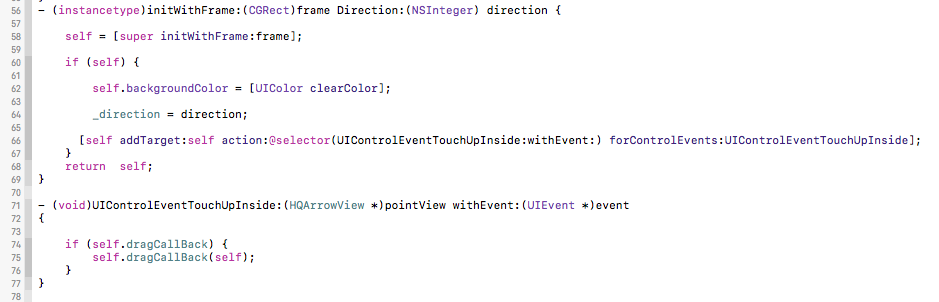 56 - (instancetype)initWithFrame:(CGRect)frame Direction:(NSInteger) direction {
57
58 self = [super initWithFrame:frame];
59
60 if (self) {
61
62 self.backgroundColor = [UIColor clearColor];
63
64 _direction = direction;
65
66 [self addTarget:self action:@selector(UIControlEventTouchUpInside:withEvent:) forControlEvents:UIControlEventTouchUpInside];
67 }
68 return self;
69 }
70
71 - (void)UIControlEventTouchUpInside:(HQArrowView *)pointView withEvent:(UIEvent *)event
72 {
73
74 if (self.dragCallBack) {
75 self.dragCallBack(self);
76 }
77 }
78